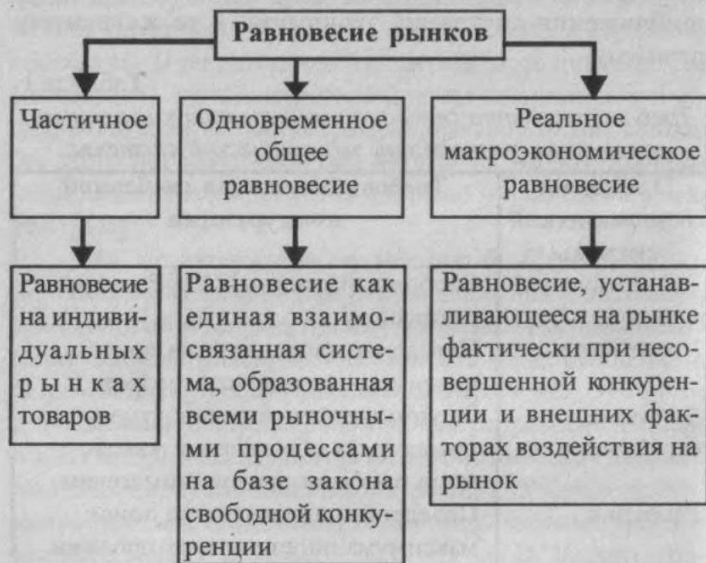 Равновесие рынков
Частичное
Одновременное
общее
равновесие
Реальное
макроэкономическое
равновесие
Равновесие
на индиви-
дуальных
рынках
товаров
Равновесие как
единая взаимо-
связанная систе-
ма, образованная
всеми рыночны-
ми процессами
на базе закона
свободной конку-
ренции
Равновесие, устанав-
ливающееся на рынке
фактически при несо-
вершенной конкурен-
ции и внешних фак-
торах воздействия на
рынок